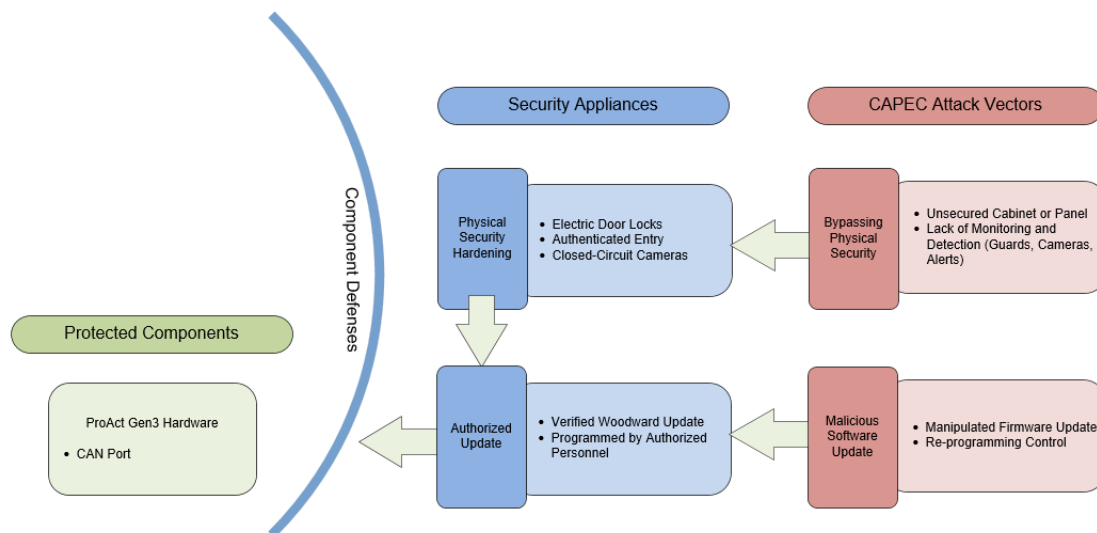 Security Appliances
CAPEC Attack Vectors
Component Defenses
Physical
Security
Hardening
• Electric Door Locks
• Authenticated Entry
• Closed-Circuit Cameras
Bypassing
Physical
Security
• Unsecured Cabinet or Panel
• Lack of Monitoring and
Detection (Guards, Cameras,
Alerts)
Protected Components
ProAct Gen3 Hardware
• CAN Port
Authorized
Update
• Verified Woodward Update
• Programmed by Authorized
Personnel
Malicious
Software
Update
• Manipulated Firmware Update
• Re-programming Control